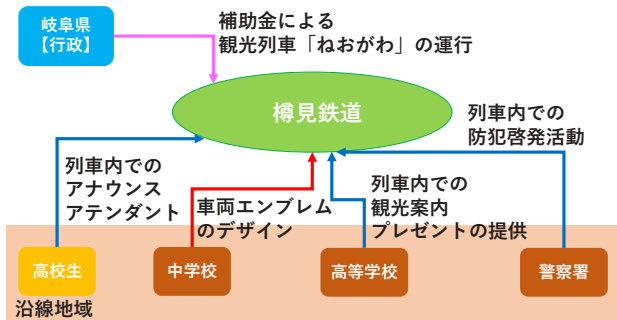 岐阜県
【行政】
補助金による
観光列車「ねおがわ」の運行
樽見鉄道
列車内での
防犯啓発活動
列車内での
アナウンス
アテンダント
車両エンブレム
のデザイン
列車内での
観光案内
プレゼントの提供
高校生
中学校
高等学校
警察署
沿線地域